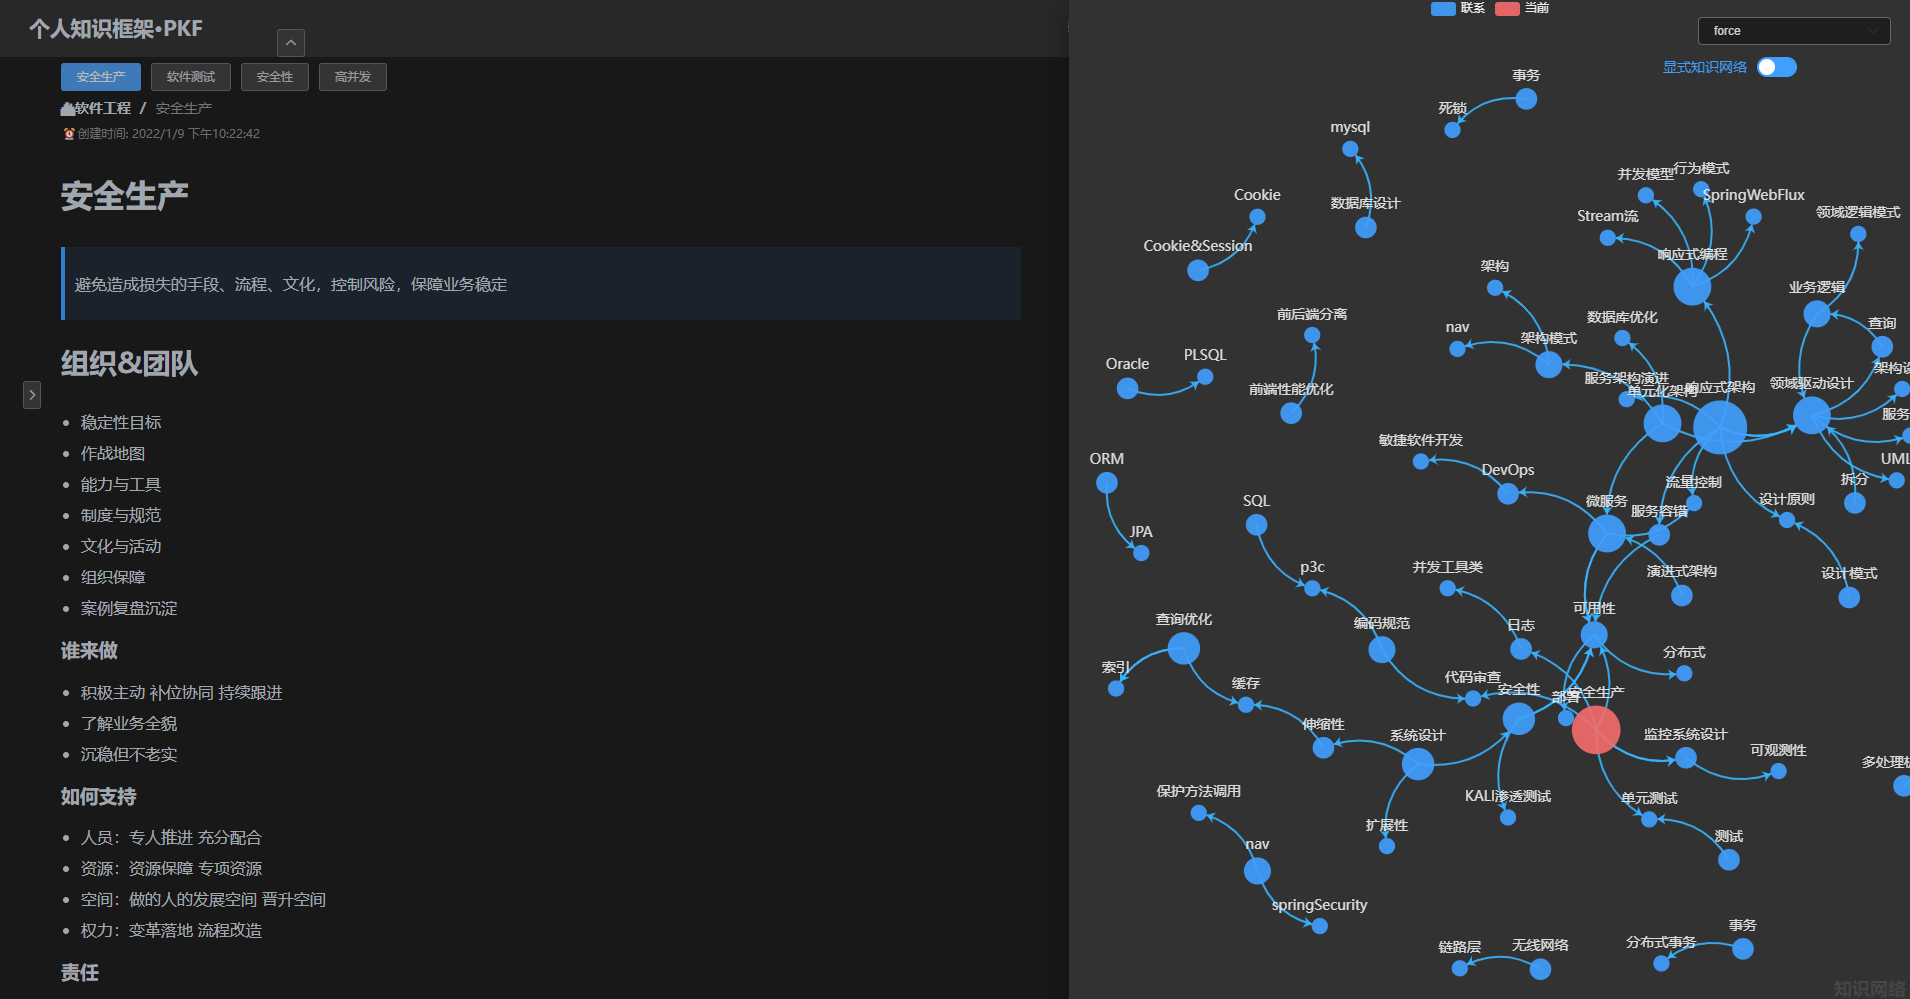 个人知识框架•PKF
安全生产
软件测试
安全性
高并发
软件工程 / 安全生产
创建时间: 2022/1/9 下午10:22:42
安全生产
避免造成损失的手段、流程、文化，控制风险，保障业务稳定
组织&团队
稳定性目标
作战地图
能力与工具
制度与规范
文化与活动
组织保障
案例复盘沉淀
谁来做
积极主动 补位协同 持续跟进
了解业务全貌
沉稳但不老实
如何支持
人员：专人推进 充分配合
资源：资源保障 专项资源
空间：做的人的发展空间 晋升空间
权力：变革落地 流程改造
责任
联系
当前
force
显式知识网络
事务
死锁
mysql
数据库设计
Cookie
Cookie&Session
并发模型
行为模式
SpringWebFlux
Stream流
领域逻辑模式
响应式编程
架构
业务逻辑
前后端分离
数据库优化
查询
nav
架构模式
PLSQL
Oracle
前端性能优化
服务架构演进
单元化架构
响应式架构
领域驱动设计
架构设
服务
敏捷软件开发
DevOps
ORM
UML
拆分
流量控制
SQL
微服务
服务容错
设计原则
JPA
p3c
并发工具类
演进式架构
设计模式
可用性
查询优化
编码规范
日志
分布式
索引
缓存
代码审查
安全性
部署
安全生产
伸缩性
系统设计
监控系统设计
可观测性
多处理机
保护方法调用
KALI渗透测试
单元测试
扩展性
测试
nav
springSecurity
链路层
无线网络
分布式事务
事务
知识网络